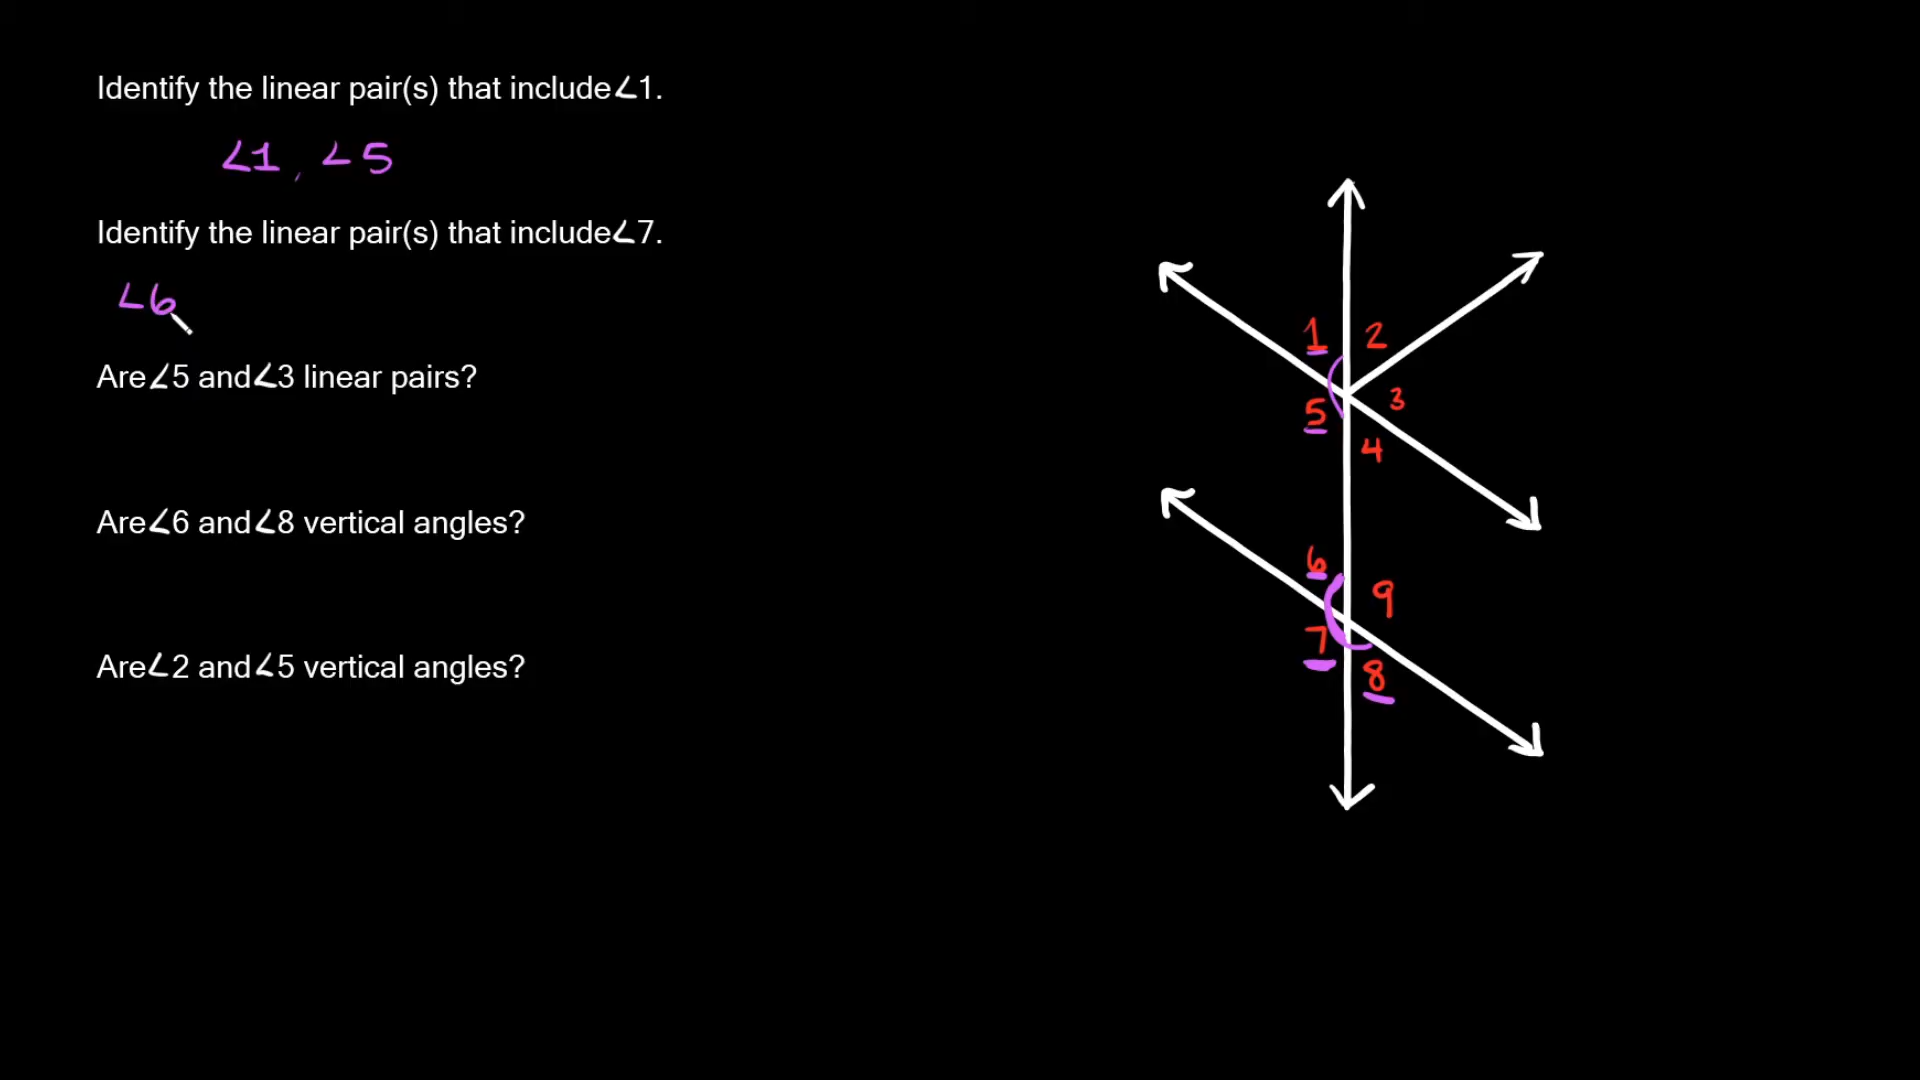 Identify the linear pair(s) that include∠1.
∠1, ∠5
Identify the linear pair(s) that include∠7.
∠6
Are∠5 and∠3 linear pairs?
Are∠6 and∠8 vertical angles?
Are∠2 and∠5 vertical angles?
1 2
5 3
4
6 9
7 8